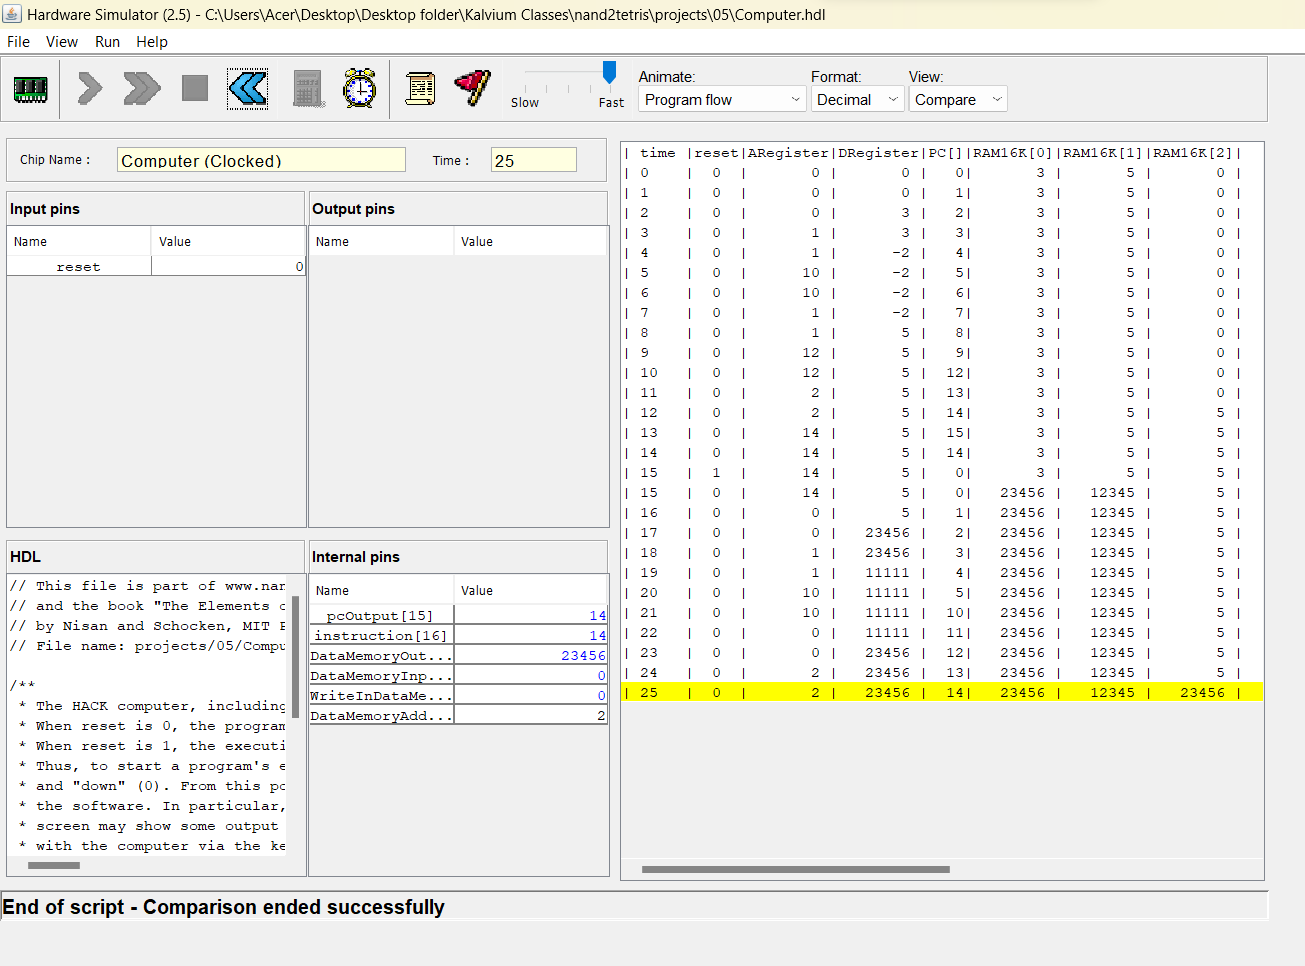 Hardware Simulator (2.5) - C:\Users\Acer\Desktop\Desktop folder\Kalvium Classes\nand2tetris\projects\05\Computer.hdl
File View Run Help
Slow Fast
Animate: Format: View:
Program flow Decimal Compare
Chip Name : Computer (Clocked) Time : 25
Input pins
Name Value
reset 0
Output pins
Name Value
HDL
// This file is part of www.nan
// and the book "The Elements o
// by Nisan and Schocken, MIT P
// File name: projects/05/Compu
/**
* The HACK computer, including
* When reset is 0, the program
* When reset is 1, the executi
* Thus, to start a program's e
* and "down" (0). From this po
* the software. In particular,
* screen may show some output
* with the computer via the ke
Internal pins
Name Value
pcOutput[15] 14
instruction[16] 14
DataMemoryOut... 23456
DataMemoryInp... 0
WriteInDataMe... 0
DataMemoryAdd... 2
| time |reset|ARegister|DRegister|PC[]|RAM16K[0]|RAM16K[1]|RAM16K[2]|
| 0 | 0 | 0 | 0 | 0| 3 | 5 | 0 |
| 1 | 0 | 0 | 0 | 1| 3 | 5 | 0 |
| 2 | 0 | 0 | 3 | 2| 3 | 5 | 0 |
| 3 | 0 | 1 | 3 | 3| 3 | 5 | 0 |
| 4 | 0 | 1 | -2 | 4| 3 | 5 | 0 |
| 5 | 0 | 10 | -2 | 5| 3 | 5 | 0 |
| 6 | 0 | 10 | -2 | 6| 3 | 5 | 0 |
| 7 | 0 | 1 | -2 | 7| 3 | 5 | 0 |
| 8 | 0 | 1 | 5 | 8| 3 | 5 | 0 |
| 9 | 0 | 12 | 5 | 9| 3 | 5 | 0 |
| 10 | 0 | 12 | 5 | 12| 3 | 5 | 0 |
| 11 | 0 | 2 | 5 | 13| 3 | 5 | 0 |
| 12 | 0 | 2 | 5 | 14| 3 | 5 | 5 |
| 13 | 0 | 14 | 5 | 15| 3 | 5 | 5 |
| 14 | 0 | 14 | 5 | 14| 3 | 5 | 5 |
| 15 | 1 | 14 | 5 | 0| 3 | 5 | 5 |
| 15 | 0 | 14 | 5 | 0| 23456 | 12345 | 5 |
| 16 | 0 | 0 | 5 | 1| 23456 | 12345 | 5 |
| 17 | 0 | 0 | 23456 | 2| 23456 | 12345 | 5 |
| 18 | 0 | 1 | 23456 | 3| 23456 | 12345 | 5 |
| 19 | 0 | 1 | 11111 | 4| 23456 | 12345 | 5 |
| 20 | 0 | 10 | 11111 | 5| 23456 | 12345 | 5 |
| 21 | 0 | 10 | 11111 | 10| 23456 | 12345 | 5 |
| 22 | 0 | 0 | 11111 | 11| 23456 | 12345 | 5 |
| 23 | 0 | 0 | 23456 | 12| 23456 | 12345 | 5 |
| 24 | 0 | 2 | 23456 | 13| 23456 | 12345 | 5 |
| 25 | 0 | 2 | 23456 | 14| 23456 | 12345 | 23456 |
End of script - Comparison ended successfully